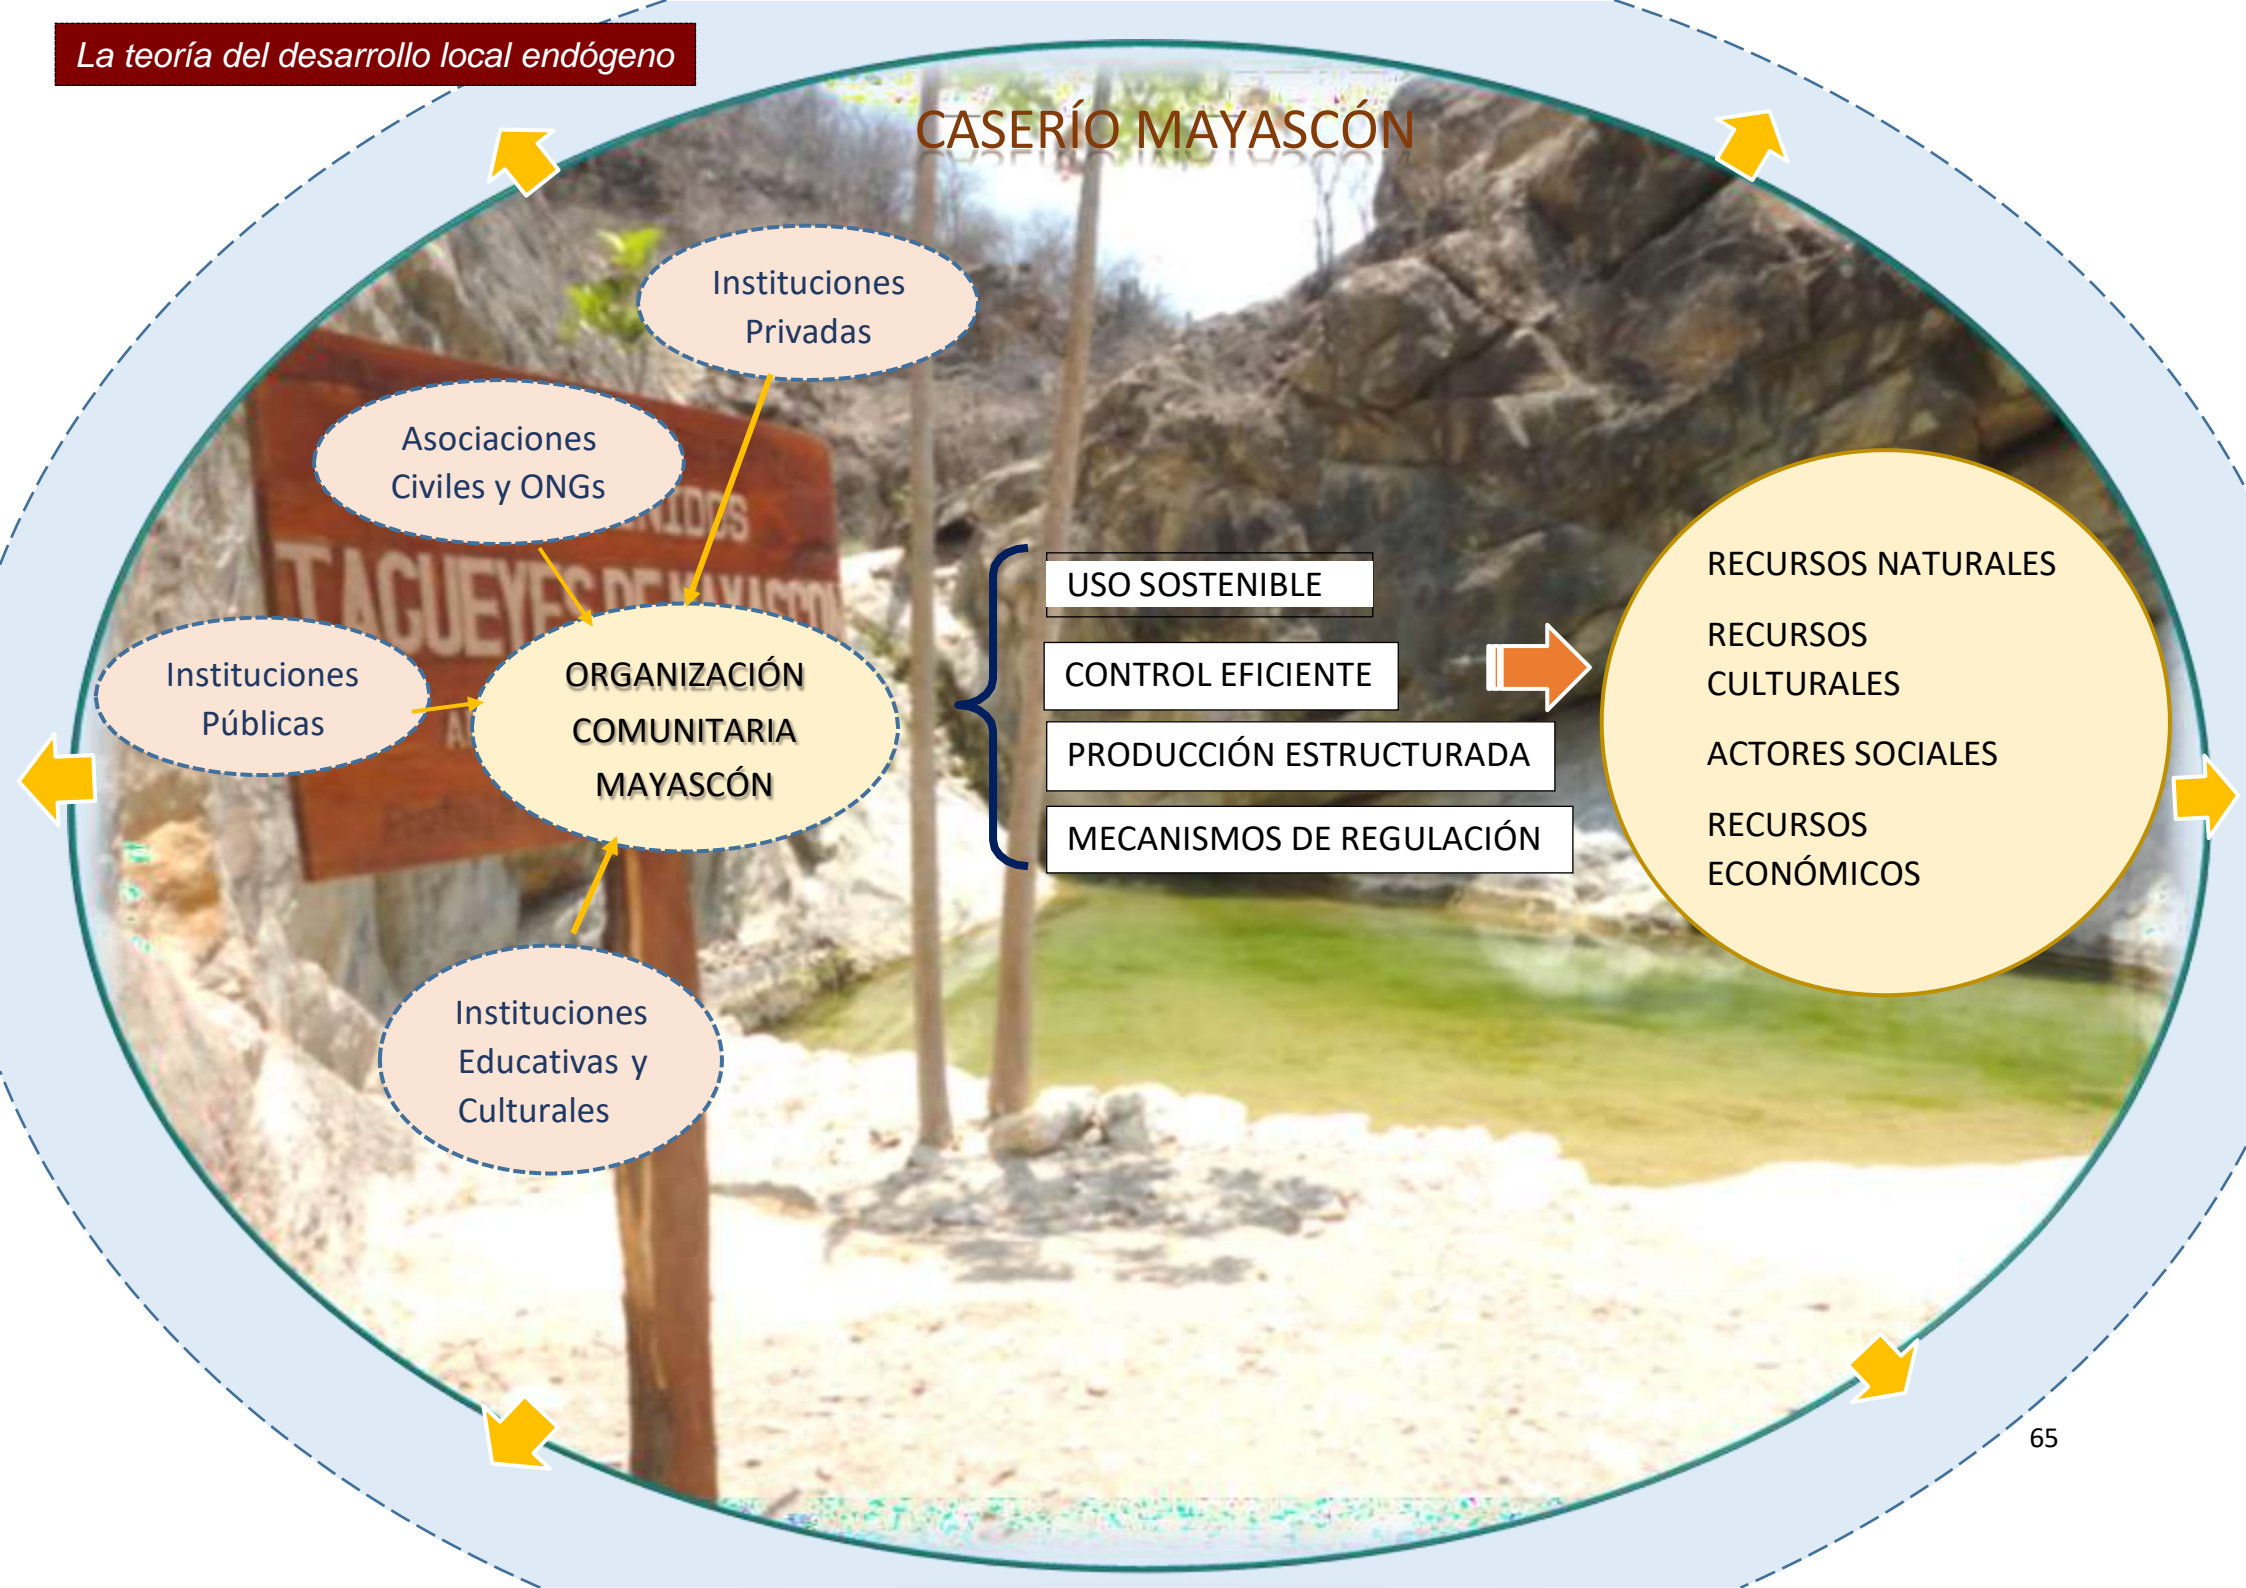 La teoría del desarrollo local endógeno
CASERÍO MAYASCÓN
Instituciones
Privadas
Asociaciones
Civiles y ONGs
Instituciones
Públicas
ORGANIZACIÓN
COMUNITARIA
MAYASCÓN
Instituciones
Educativas y
Culturales
USO SOSTENIBLE
CONTROL EFICIENTE
PRODUCCIÓN ESTRUCTURADA
MECANISMOS DE REGULACIÓN
RECURSOS NATURALES
RECURSOS
CULTURALES
ACTORES SOCIALES
RECURSOS
ECONÓMICOS
TAGUEYES DE
65